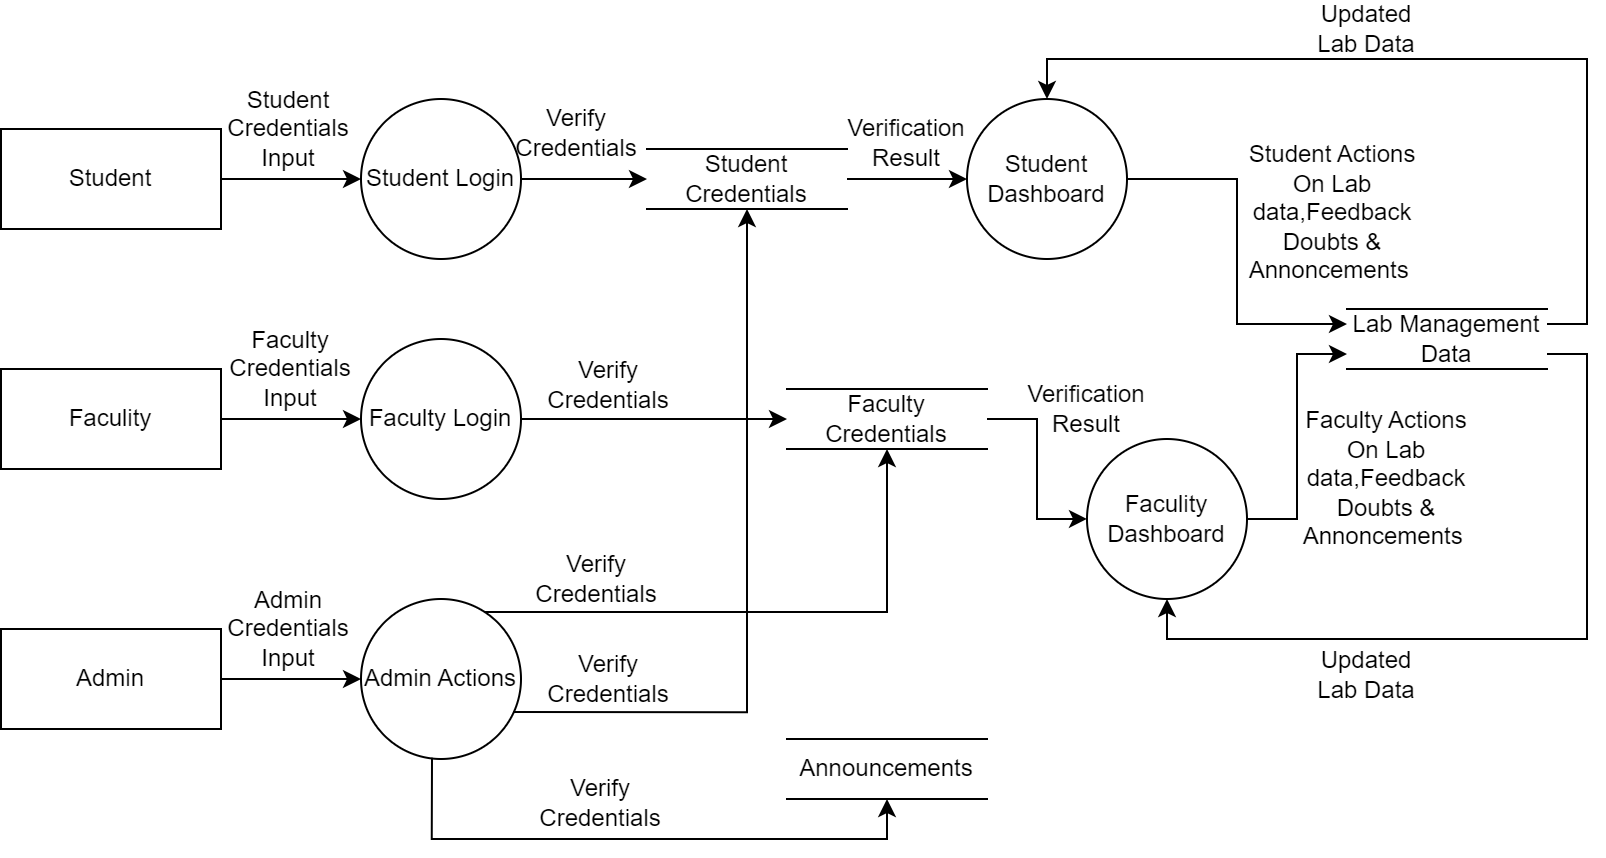 Updated
Lab Data
Student
Student
Credentials
Input
Student Login
Verify
Credentials
Student
Credentials
Verification
Result
Student
Dashboard
Student Actions
On Lab
data,Feedback
Doubts &
Annoncements
Lab Management
Data
Faculity
Faculty
Credentials
Input
Faculty Login
Verify
Credentials
Faculty
Credentials
Verification
Result
Faculity
Dashboard
Faculty Actions
On Lab
data,Feedback
Doubts &
Annoncements
Updated
Lab Data
Admin
Admin
Credentials
Input
Admin Actions
Verify
Credentials
Verify
Credentials
Verify
Credentials
Announcements